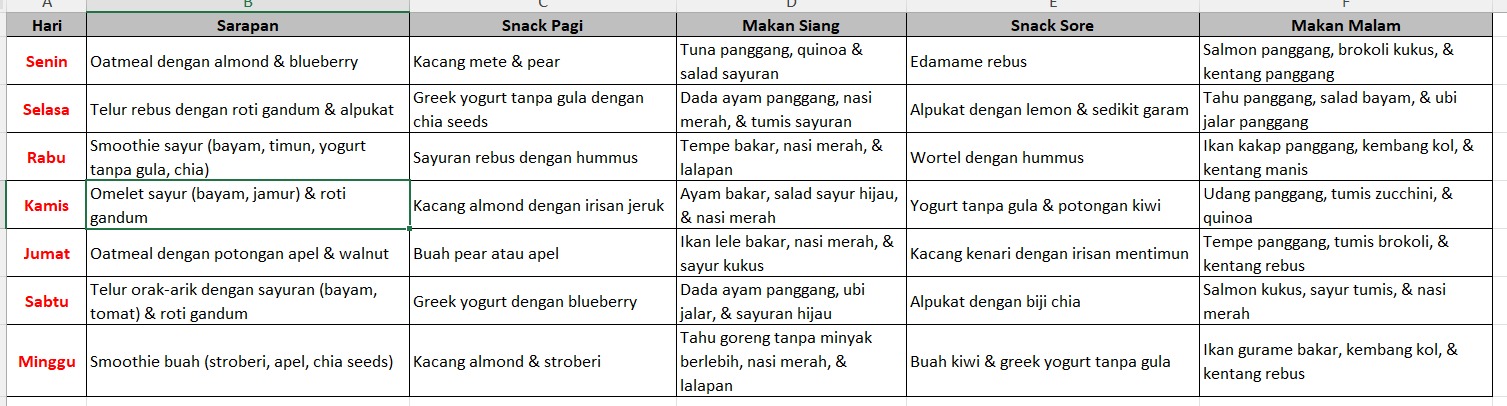 A B C D E F
Hari Sarapan Snack Pagi Makan Siang Snack Sore Makan Malam
Senin
Oatmeal dengan almond & blueberry
Kacang mete & pear
Tuna panggang, quinoa &
salad sayuran
Edamame rebus
Salmon panggang, brokoli kukus, &
kentang panggang
Selasa
Telur rebus dengan roti gandum & alpukat
Greek yogurt tanpa gula dengan
chia seeds
Dada ayam panggang, nasi
merah, & tumis sayuran
Alpukat dengan lemon & sedikit garam
Tahu panggang, salad bayam, & ubi
jalar panggang
Rabu
Smoothie sayur (bayam, timun, yogurt
tanpa gula, chia)
Sayuran rebus dengan hummus
Tempe bakar, nasi merah, &
lalapan
Wortel dengan hummus
Ikan kakap panggang, kembang kol, &
kentang manis
Kamis
Omelet sayur (bayam, jamur) & roti
gandum
Kacang almond dengan irisan jeruk
Ayam bakar, salad sayur hijau,
& nasi merah
Yogurt tanpa gula & potongan kiwi
Udang panggang, tumis zucchini, &
quinoa
Jumat
Oatmeal dengan potongan apel & walnut
Buah pear atau apel
Ikan lele bakar, nasi merah, &
sayur kukus
Kacang kenari dengan irisan mentimun
Tempe panggang, tumis brokoli, &
kentang rebus
Sabtu
Telur orak-arik dengan sayuran (bayam,
tomat) & roti gandum
Greek yogurt dengan blueberry
Dada ayam panggang, ubi
jalar, & sayuran hijau
Alpukat dengan biji chia
Salmon kukus, sayur tumis, & nasi
merah
Minggu
Smoothie buah (stroberi, apel, chia seeds)
Kacang almond & stroberi
Tahu goreng tanpa minyak
berlebih, nasi merah, &
lalapan
Buah kiwi & greek yogurt tanpa gula
Ikan gurame bakar, kembang kol, &
kentang rebus